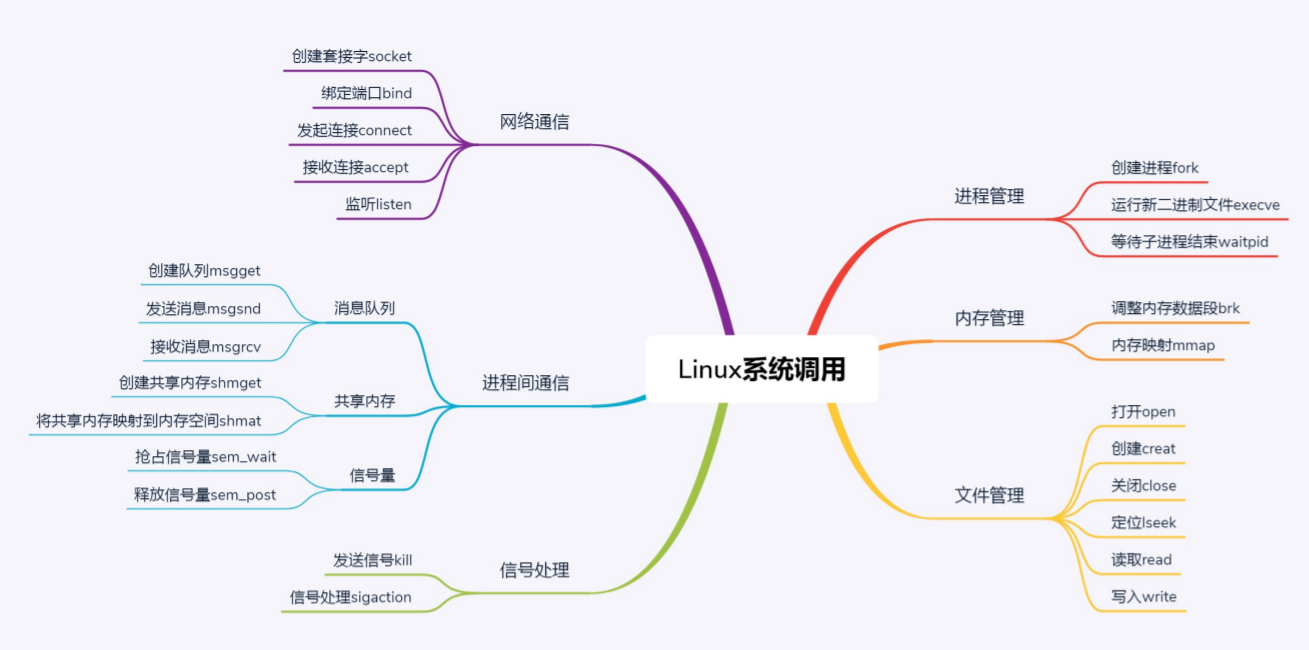 Linux系统调用
网络通信
创建套接字socket
绑定端口bind
发起连接connect
接收连接accept
监听listen
进程间通信
消息队列
创建队列msgget
发送消息msgsnd
接收消息msgrcv
共享内存
创建共享内存shmget
将共享内存映射到内存空间shmat
信号量
抢占信号量sem_wait
释放信号量sem_post
信号处理
发送信号kill
信号处理sigaction
进程管理
创建进程fork
运行新二进制文件execve
等待子进程结束waitpid
内存管理
调整内存数据段brk
内存映射mmap
文件管理
打开open
创建creat
关闭close
定位lseek
读取read
写入write